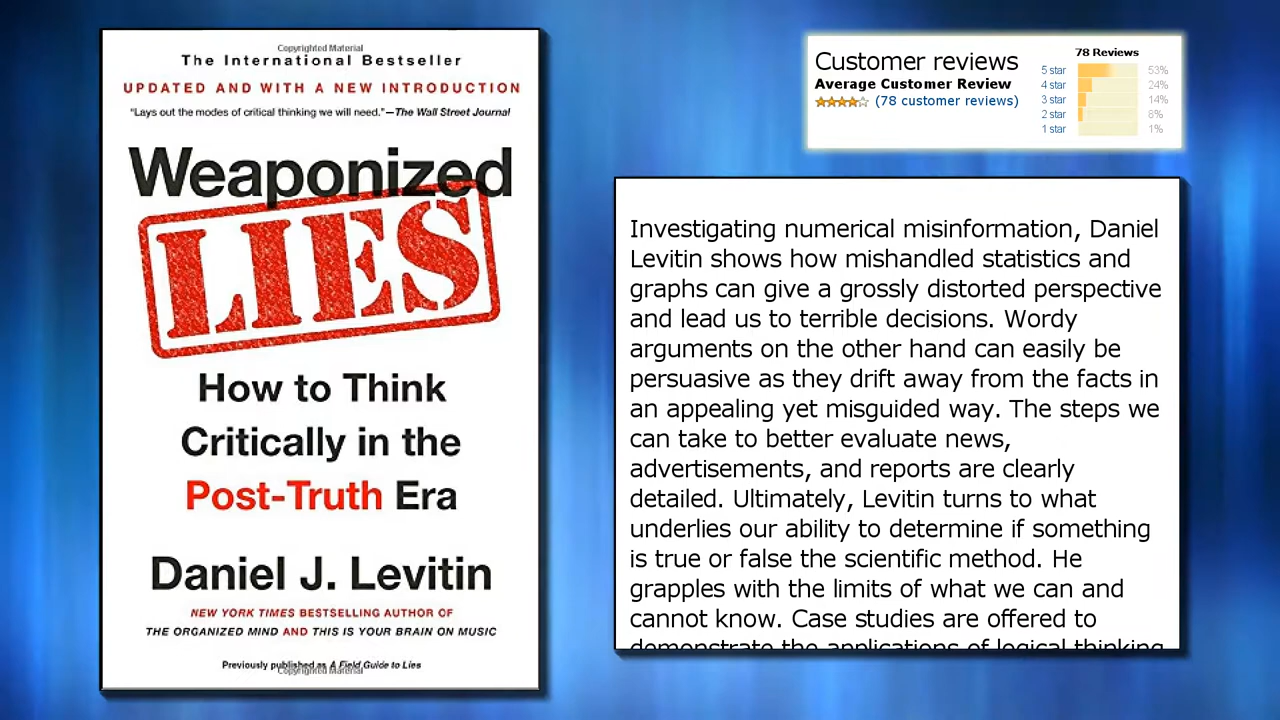 Copyrighted Material
The International Bestseller
UPDATED AND WITH A NEW INTRODUCTION
"Lays out the modes of critical thinking we will need."—The Wall Street Journal
Weaponized
LIES
How to Think
Critically in the
Post-Truth Era
Daniel J. Levitin
NEW YORK TIMES BESTSELLING AUTHOR OF
THE ORGANIZED MIND AND THIS IS YOUR BRAIN ON MUSIC
Previously published as A Field Guide to Lies
Copyrighted Material
Customer reviews
Average Customer Review
(78 customer reviews)
78 Reviews
5 star 53%
4 star 24%
3 star 14%
2 star 8%
1 star 1%
Investigating numerical misinformation, Daniel
Levitin shows how mishandled statistics and
graphs can give a grossly distorted perspective
and lead us to terrible decisions. Wordy
arguments on the other hand can easily be
persuasive as they drift away from the facts in
an appealing yet misguided way. The steps we
can take to better evaluate news,
advertisements, and reports are clearly
detailed. Ultimately, Levitin turns to what
underlies our ability to determine if something
is true or false the scientific method. He
grapples with the limits of what we can and
cannot know. Case studies are offered to
demonstrate the applications of logical thinking